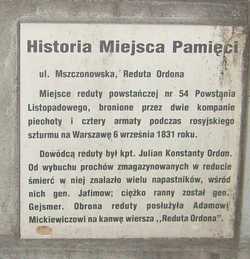 Historia Miejsca Pamięci
ul. Mszczonowska, Reduta Ordona
Miejsce reduty powstańczej nr 54 Powstania
Listopadowego, bronione przez dwie kompanie
piechoty i cztery armaty podczas rosyjskiego
szturmu na Warszawę 6 września 1831 roku.
Dowódcą reduty był kpt. Julian Konstanty Ordon.
Od wybuchu prochów zmagazynowanych w reducie
śmierć w niej znalazło wielu napastników, wśród
nich gen. Jafimow; ciężko ranny został gen.
Gejsmer. Obrona reduty posłużyła Adamowi
Mickiewiczowi na kanwę wiersza „Reduta Ordona".